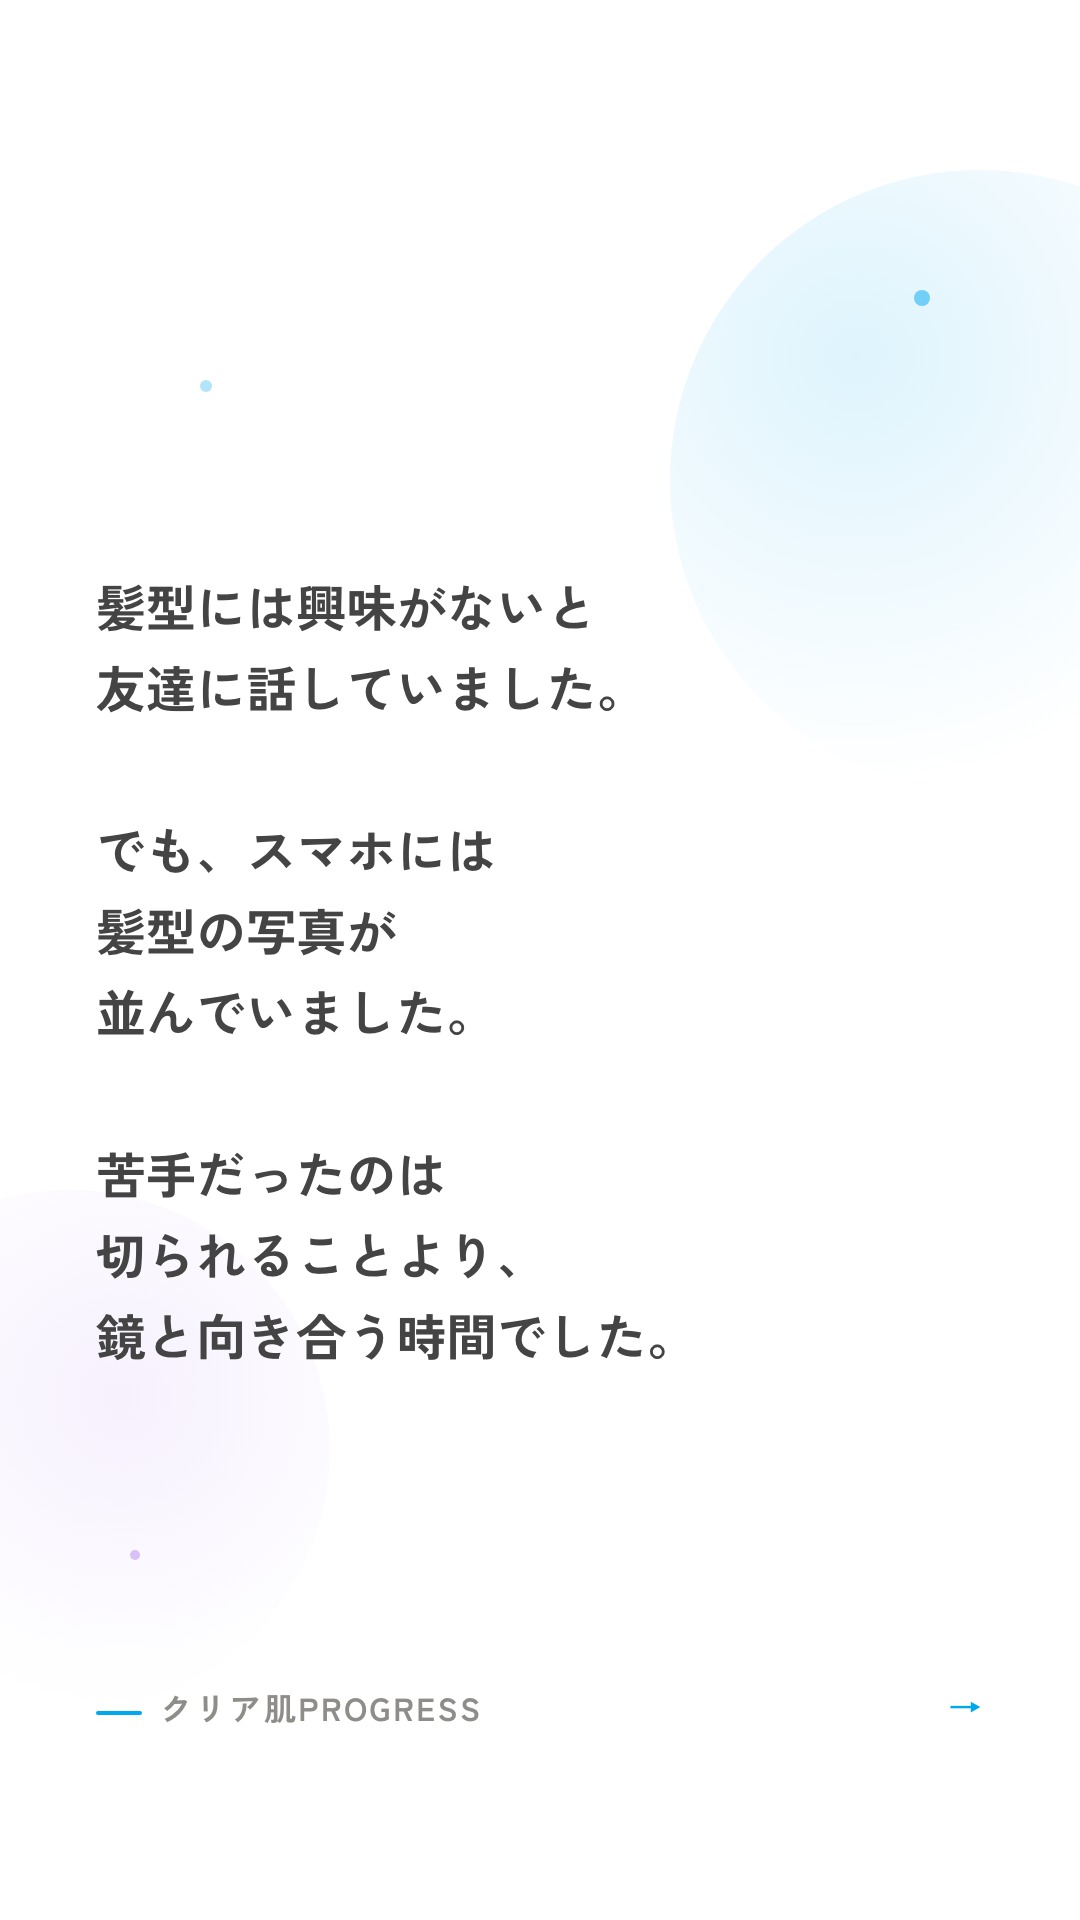 髪型には興味がないと
友達に話していました。
でも、スマホには
髪型の写真が
並んでいました。
苦手だったのは
切られることより、
鏡と向き合う時間でした。
クリア肌PROGRESS
→